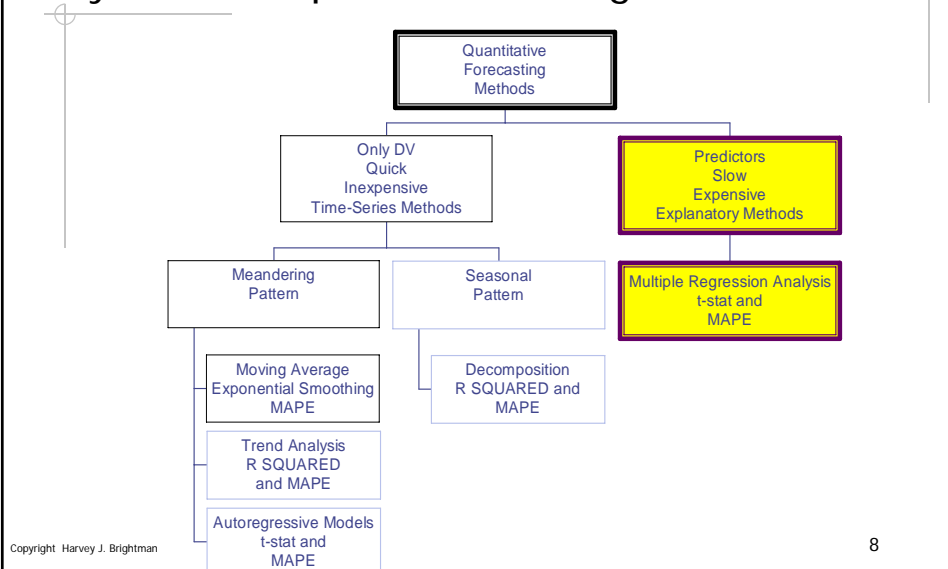 Quantitative
Forecasting
Methods
Only DV
Quick
Inexpensive
Time-Series Methods
Predictors
Slow
Expensive
Explanatory Methods
Meandering
Pattern
Seasonal
Pattern
Multiple Regression Analysis
t-stat and
MAPE
Moving Average
Exponential Smoothing
MAPE
Decomposition
R SQUARED and
MAPE
Trend Analysis
R SQUARED
and MAPE
Autoregressive Models
t-stat and
MAPE
Copyright Harvey J. Brightman
8